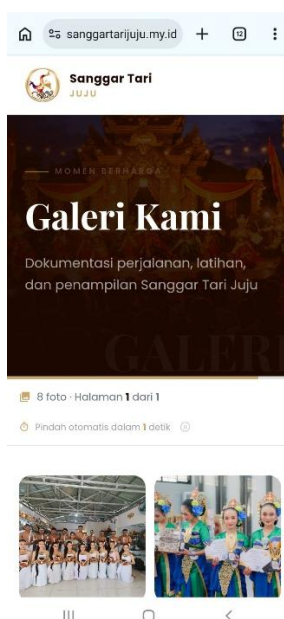 sanggartarijuju.my.id
12
Sanggar Tari
JUJU
MOMEN BERHARGA
Galeri Kami
Dokumentasi perjalanan, latihan,
dan penampilan Sanggar Tari Juju
GALERI
8 foto · Halaman 1 dari 1
Pindah otomatis dalam 1 detik